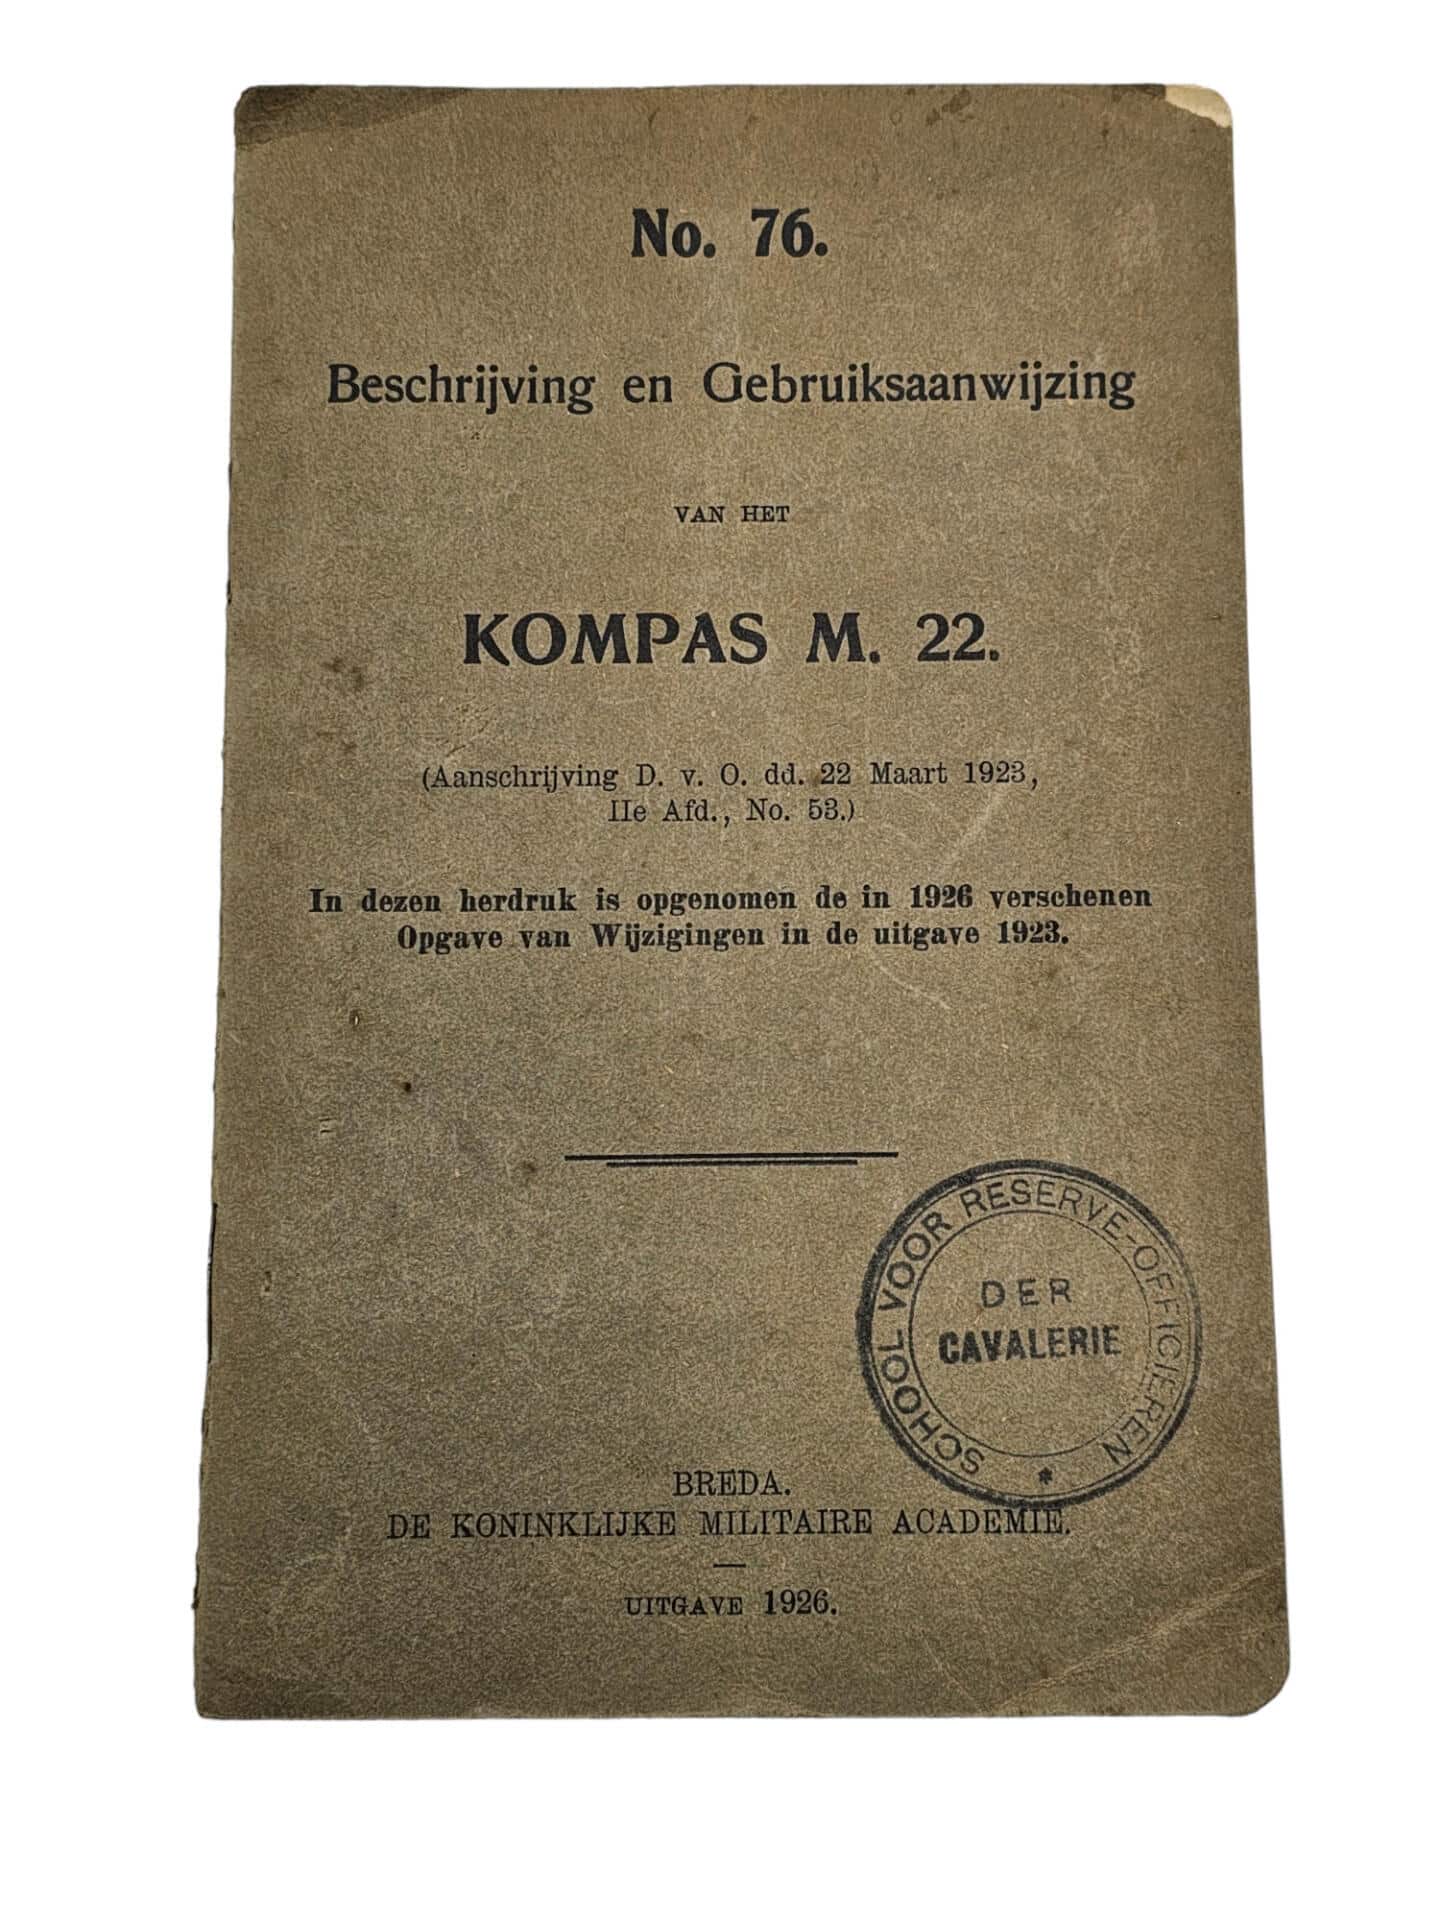 No. 76.
Beschrijving en Gebruiksaanwijzing
VAN HET
KOMPAS M. 22.
(Aanschrijving D. v. O. dd. 22 Maart 1923,
IIe Afd., No. 53.)
In dezen herdruk is opgenomen de in 1926 verschenen
Opgave van Wijzigingen in de uitgave 1923.
SCHOOL VOOR RESERVE-OFFICIEREN
DER
CAVALERIE
*
BREDA.
DE KONINKLIJKE MILITAIRE ACADEMIE.
UITGAVE 1926.